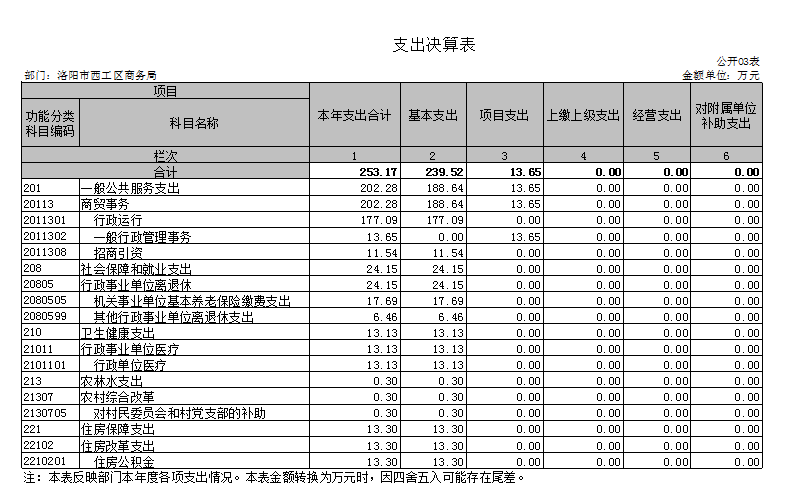 支出决算表
公开03表
部门：洛阳市西工区商务局 金额单位：万元
项目 本年支出合计 基本支出 项目支出 上缴上级支出 经营支出 对附属单位补助支出
功能分类科目编码 科目名称
栏次 1 2 3 4 5 6
合计 253.17 239.52 13.65 0.00 0.00 0.00
201 一般公共服务支出 202.28 188.64 13.65 0.00 0.00 0.00
20113 商贸事务 202.28 188.64 13.65 0.00 0.00 0.00
2011301 行政运行 177.09 177.09 0.00 0.00 0.00 0.00
2011302 一般行政管理事务 13.65 0.00 13.65 0.00 0.00 0.00
2011308 招商引资 11.54 11.54 0.00 0.00 0.00 0.00
208 社会保障和就业支出 24.15 24.15 0.00 0.00 0.00 0.00
20805 行政事业单位离退休 24.15 24.15 0.00 0.00 0.00 0.00
2080505 机关事业单位基本养老保险缴费支出 17.69 17.69 0.00 0.00 0.00 0.00
2080599 其他行政事业单位离退休支出 6.46 6.46 0.00 0.00 0.00 0.00
210 卫生健康支出 13.13 13.13 0.00 0.00 0.00 0.00
21011 行政事业单位医疗 13.13 13.13 0.00 0.00 0.00 0.00
2101101 行政单位医疗 13.13 13.13 0.00 0.00 0.00 0.00
213 农林水支出 0.30 0.30 0.00 0.00 0.00 0.00
21307 农村综合改革 0.30 0.30 0.00 0.00 0.00 0.00
2130705 对村民委员会和村党支部的补助 0.30 0.30 0.00 0.00 0.00 0.00
221 住房保障支出 13.30 13.30 0.00 0.00 0.00 0.00
22102 住房改革支出 13.30 13.30 0.00 0.00 0.00 0.00
2210201 住房公积金 13.30 13.30 0.00 0.00 0.00 0.00
注：本表反映部门本年度各项支出情况。本表金额转换为万元时，因四舍五入可能存在尾差。